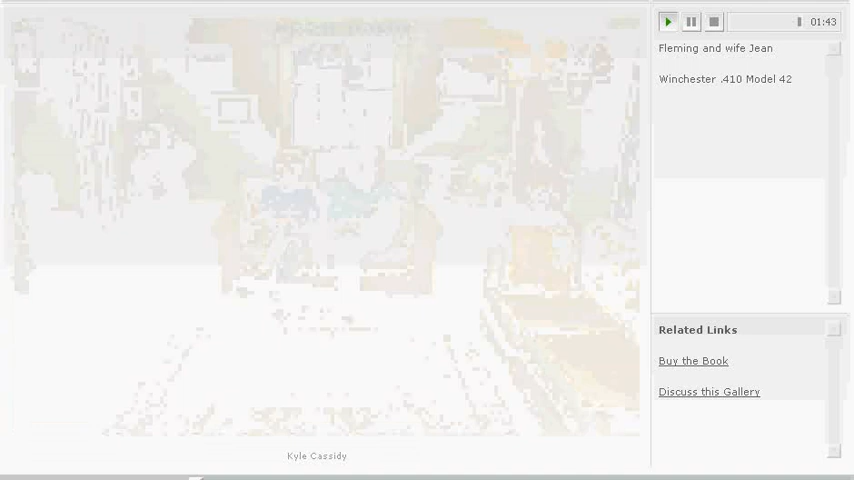 01:43
Fleming and wife Jean
Winchester .410 Model 42
Related Links
Buy the Book
Discuss this Gallery
Kyle Cassidy